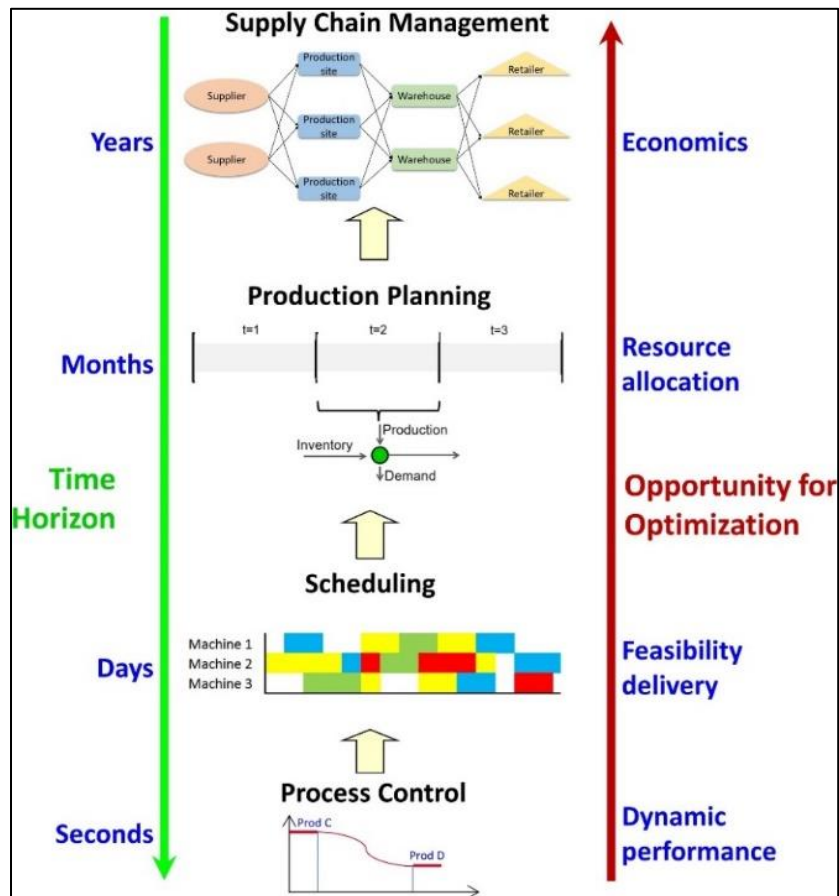 Supply Chain Management
Production
site
Supplier
Retailer
Warehouse
Production
site
Retailer
Years
Economics
Supplier
Warehouse
Production
site
Retailer
Production Planning
t=1
t=2
t=3
Months
Resource
allocation
Production
Inventory
Demand
Time
Horizon
Opportunity for
Optimization
Scheduling
Machine 1
Machine 2
Machine 3
Days
Feasibility
delivery
Process Control
Prod C
Prod D
Seconds
Dynamic
performance